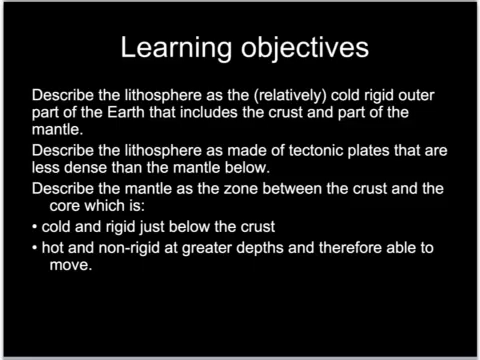 Learning objectives
Describe the lithosphere as the (relatively) cold rigid outer
part of the Earth that includes the crust and part of the
mantle.
Describe the lithosphere as made of tectonic plates that are
less dense than the mantle below.
Describe the mantle as the zone between the crust and the
core which is:
• cold and rigid just below the crust
• hot and non-rigid at greater depths and therefore able to
move.